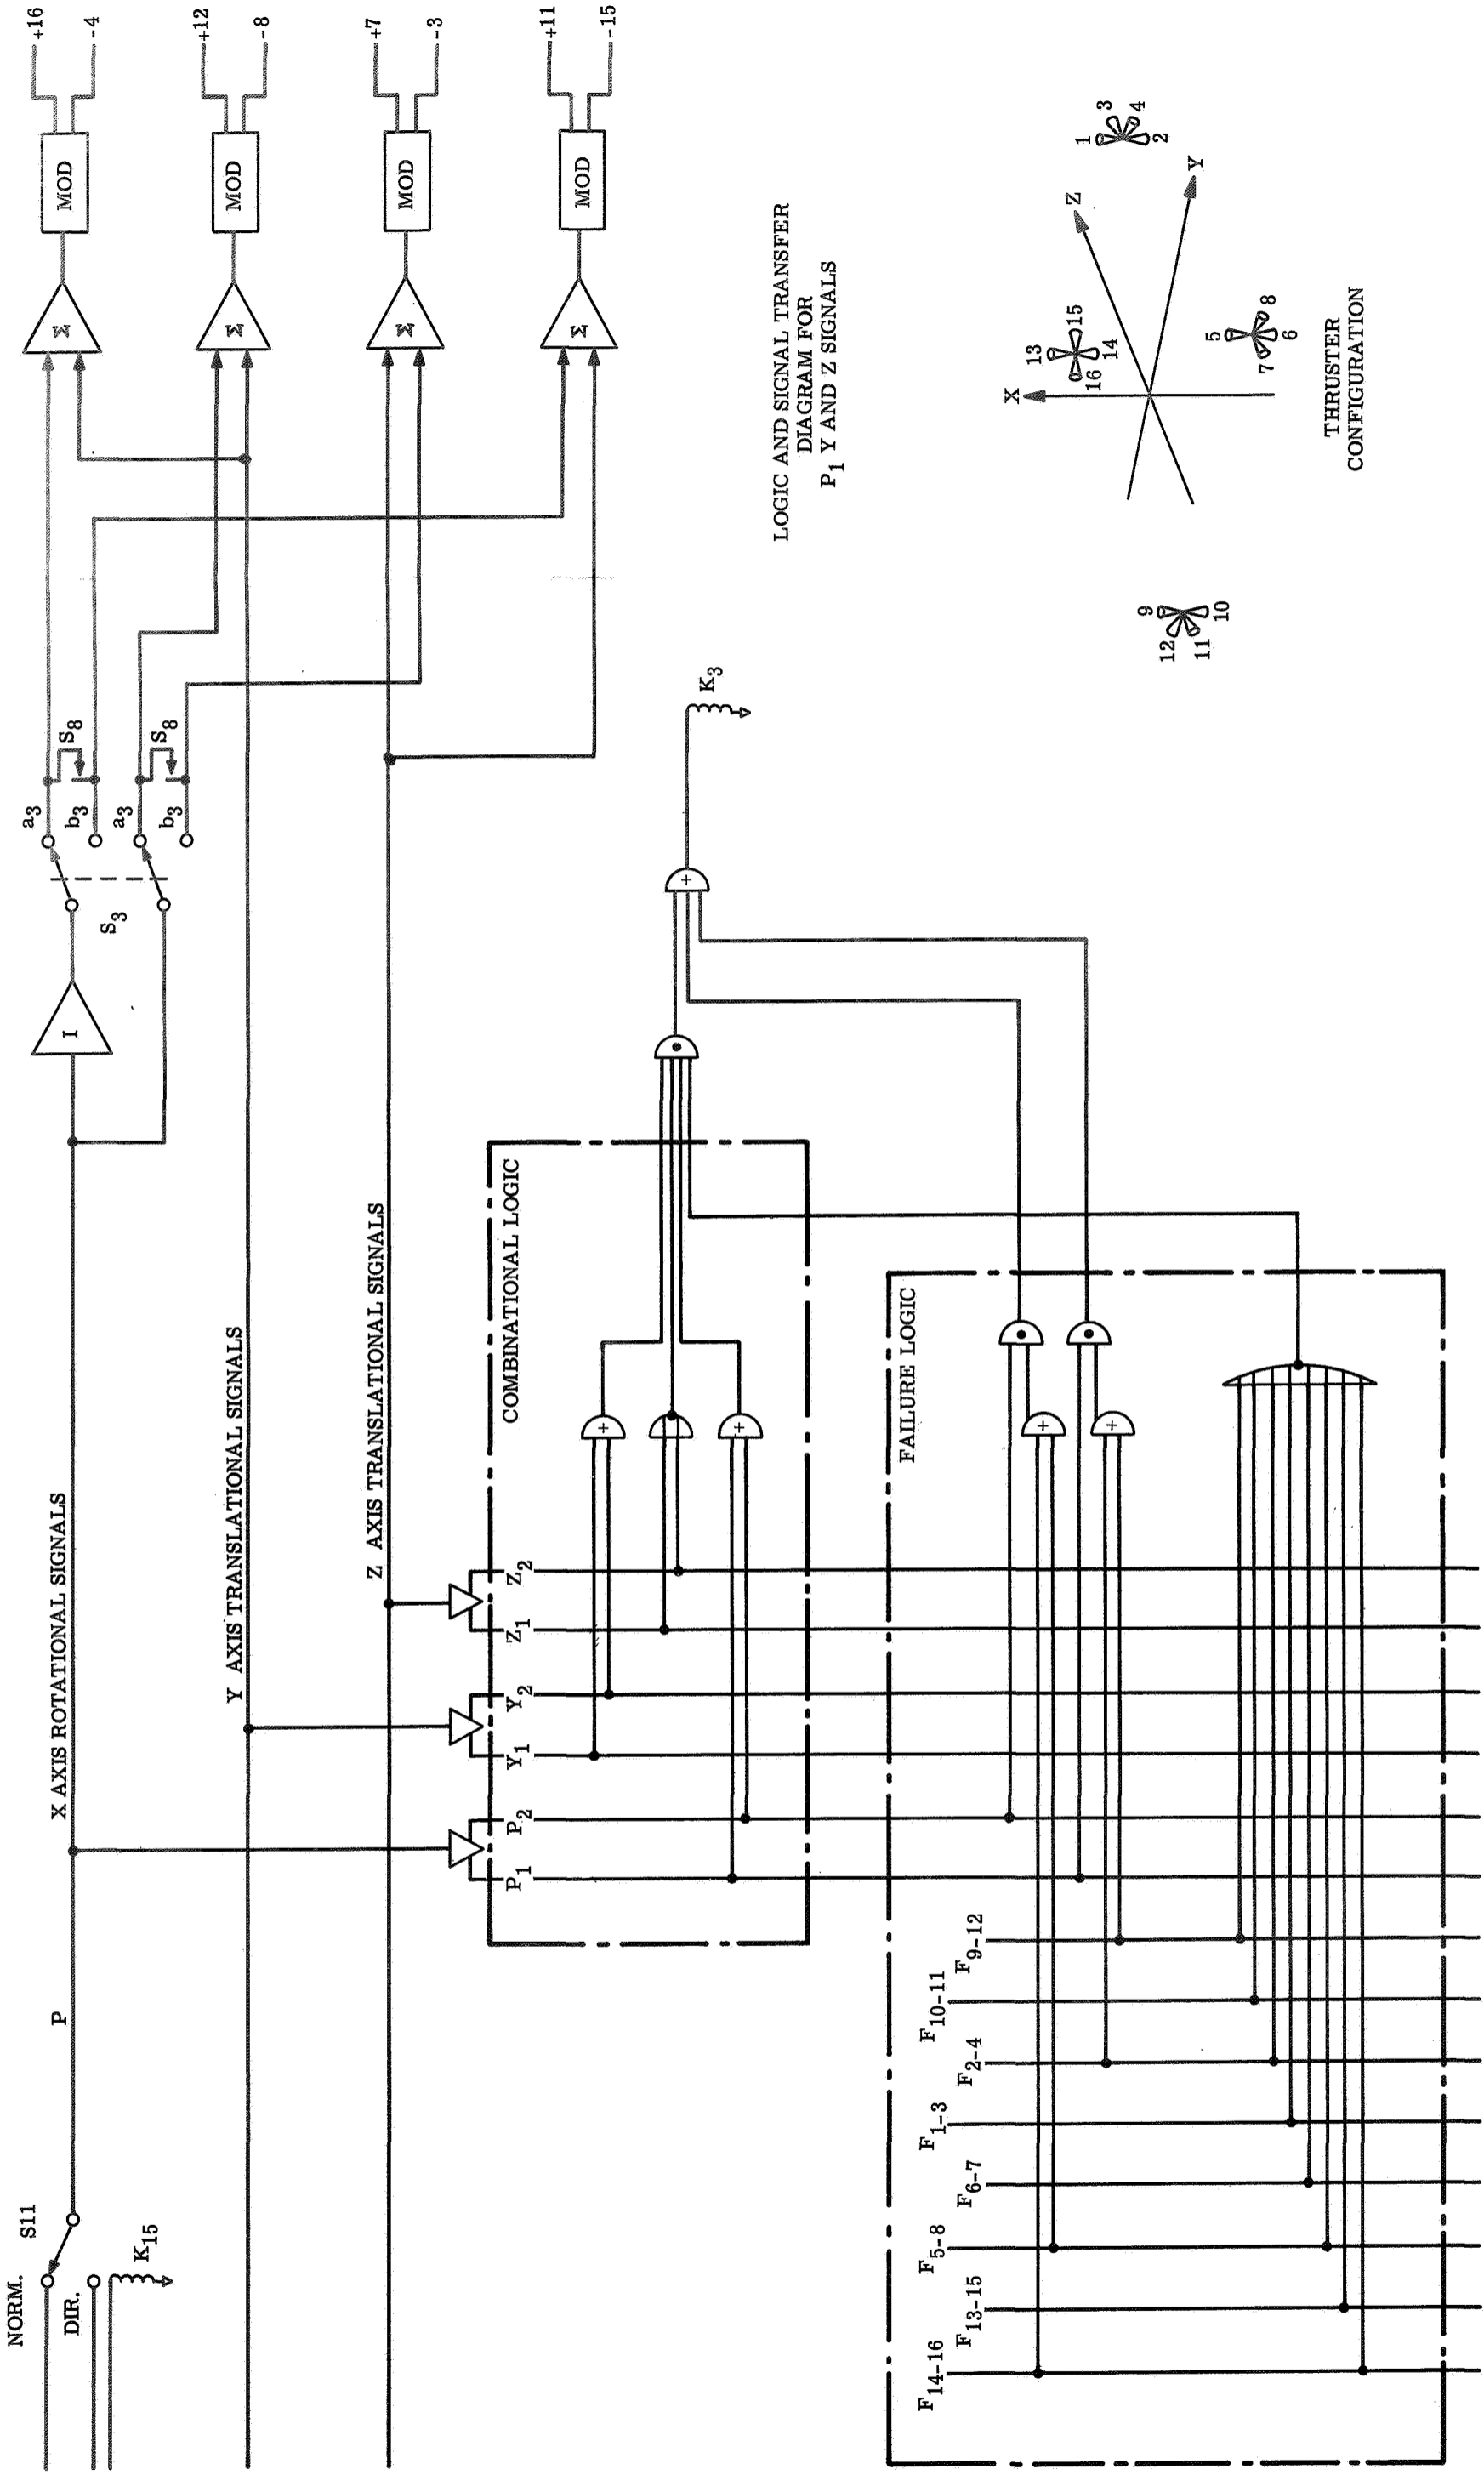 NORM.
S11
DIR.
K15
P
X AXIS ROTATIONAL SIGNALS
Y AXIS TRANSLATIONAL SIGNALS
Z AXIS TRANSLATIONAL SIGNALS
I
S3
a3
b3
a3
b3
S8
S8
Σ
Σ
Σ
Σ
MOD
MOD
MOD
MOD
+16
-4
+12
-8
+7
-3
+11
-15
COMBINATIONAL LOGIC
P1
P2
Y1
Y2
Z1
Z2
+
+
+
K3
FAILURE LOGIC
+
+
F14-16
F13-15
F5-8
F6-7
F1-3
F2-4
F10-11
F9-12
LOGIC AND SIGNAL TRANSFER
DIAGRAM FOR
P1 Y AND Z SIGNALS
X
Z
Y
1
3
4
2
13
15
14
16
5
8
6
7
9
12
10
11
THRUSTER
CONFIGURATION